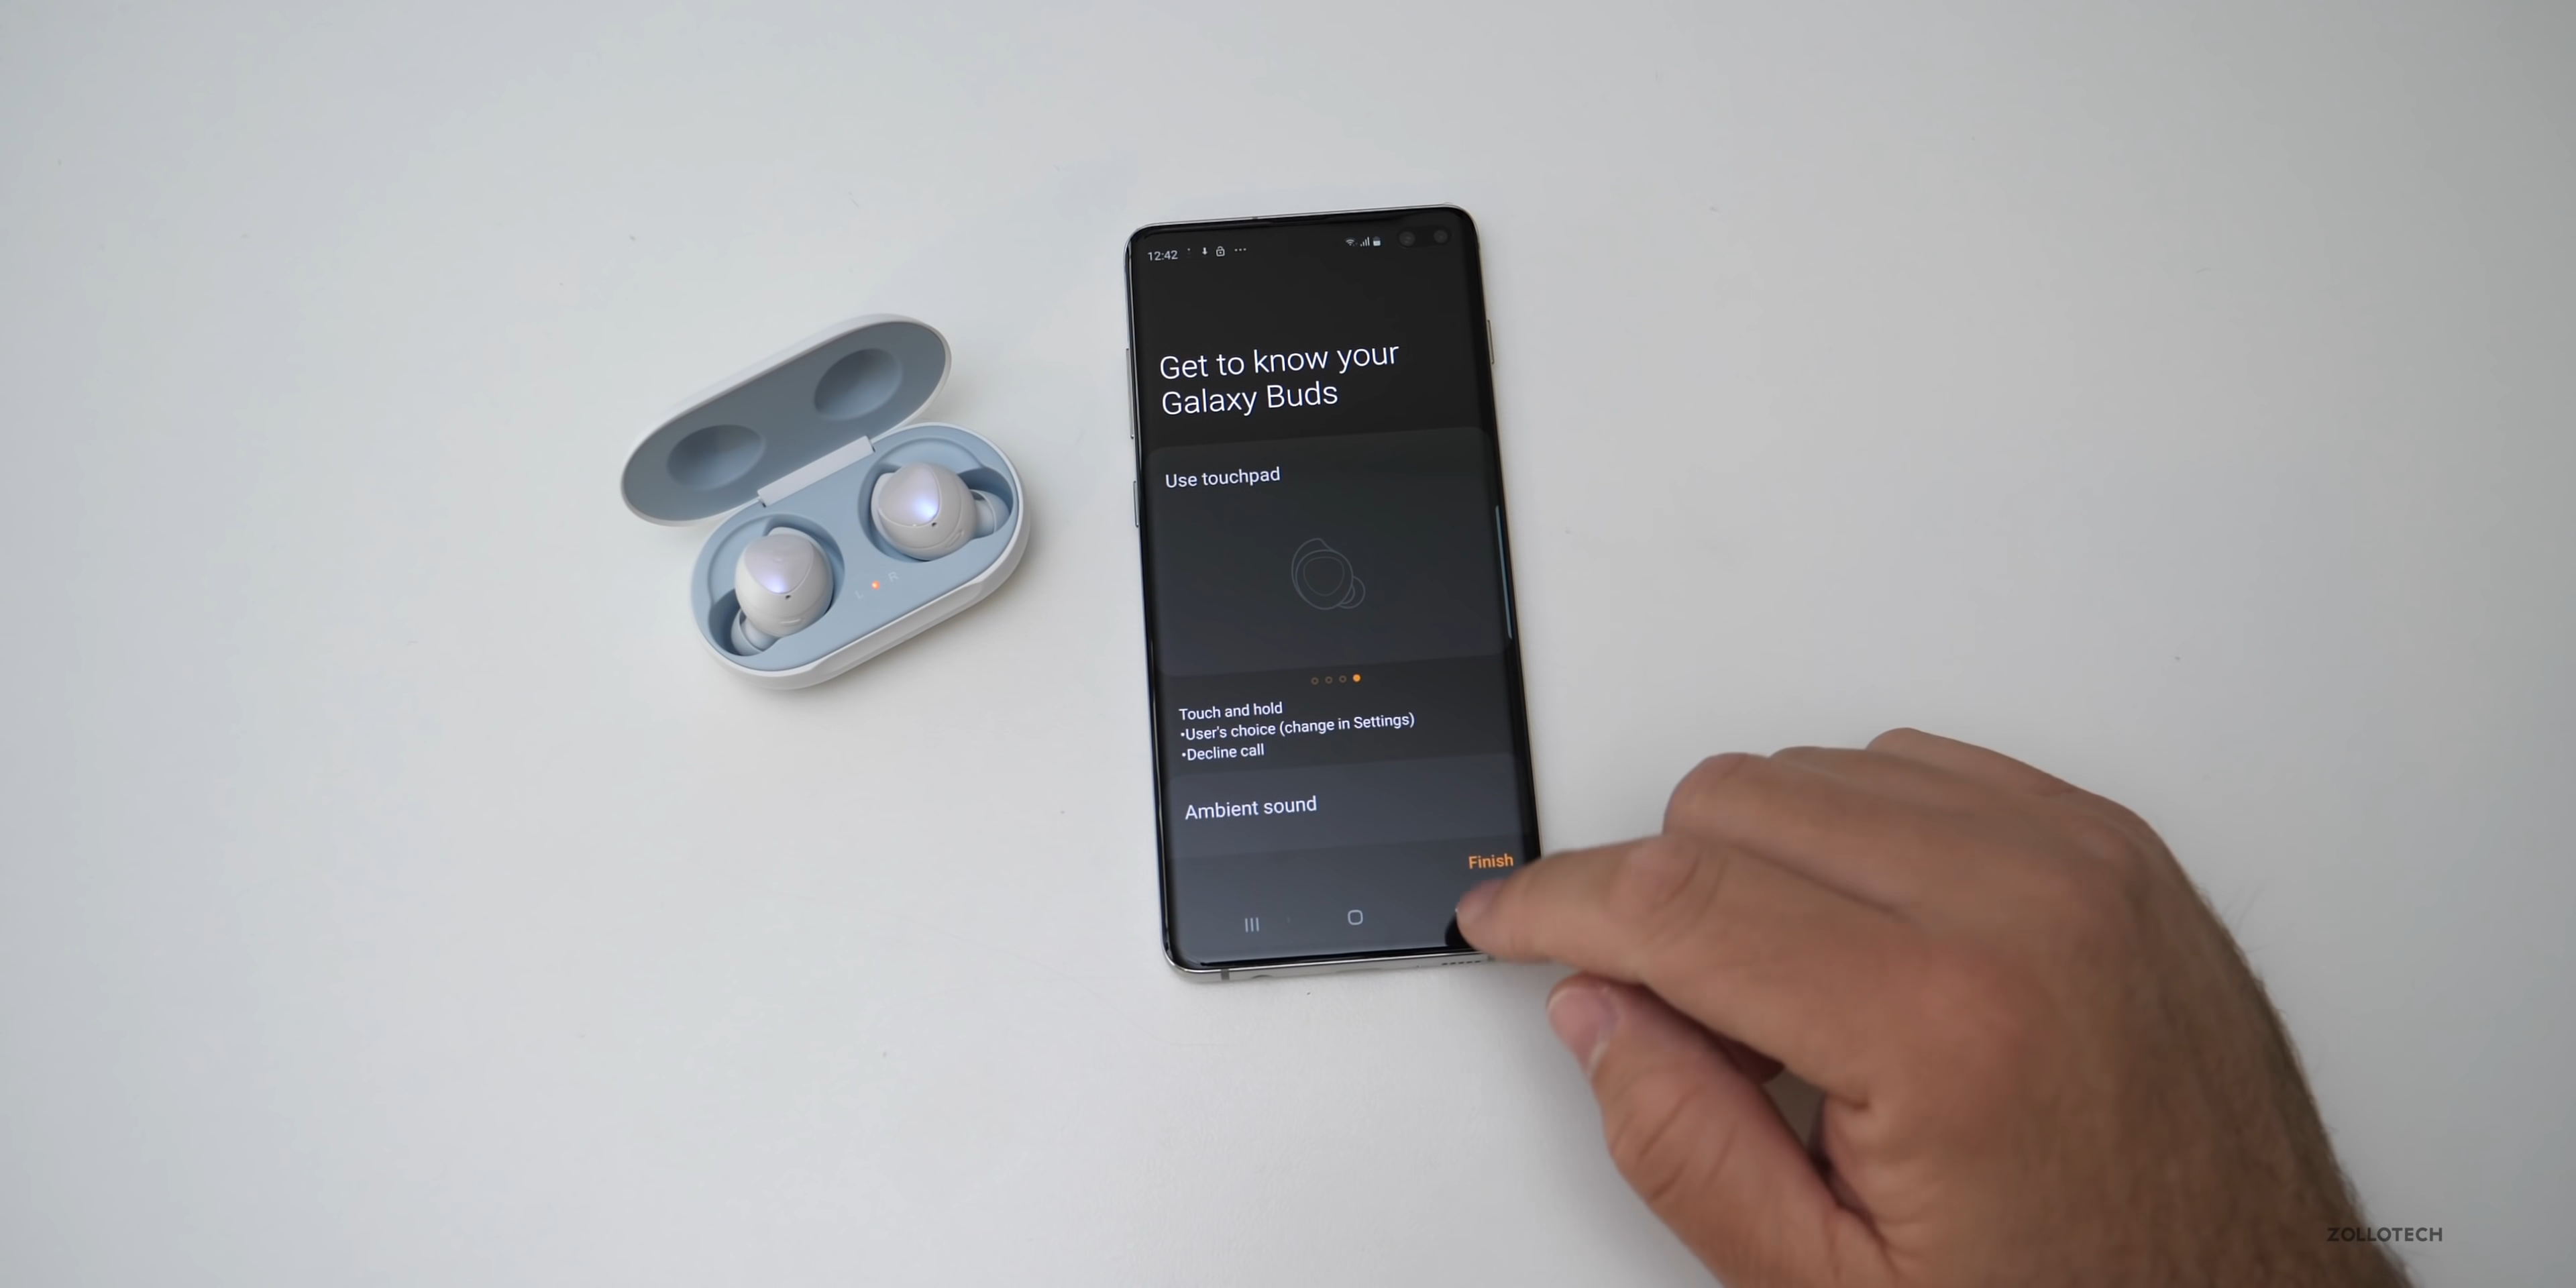 12:42
Get to know your
Galaxy Buds
Use touchpad
Touch and hold
•User's choice (change in Settings)
•Decline call
Ambient sound
Finish
L R
ZOLLOTECH